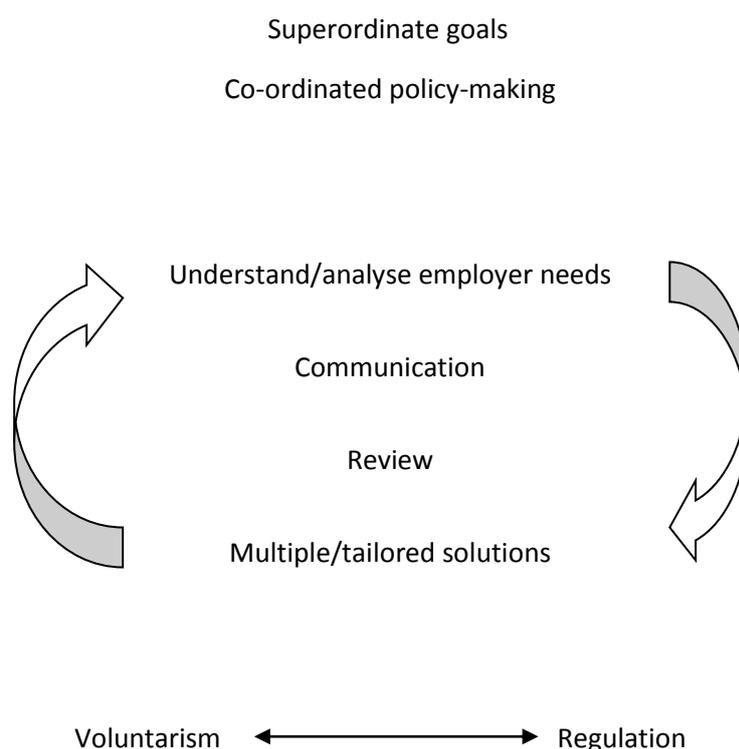 Superordinate goals
Co-ordinated policy-making
Understand/analyse employer needs
Communication
Review
Multiple/tailored solutions
Voluntarism Regulation